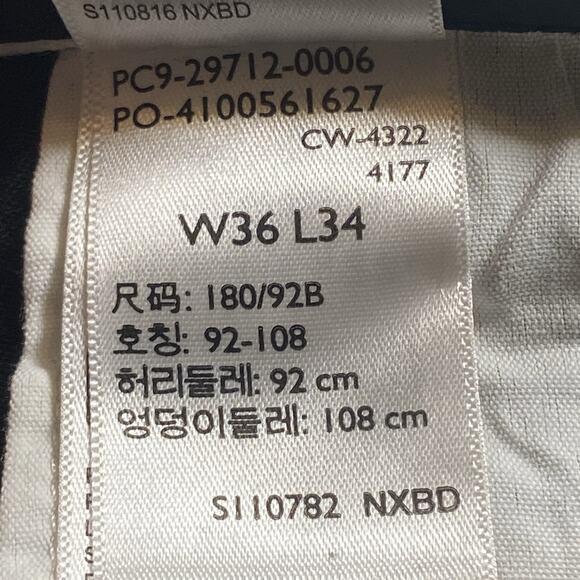 S110816 NXBD
PC9-29712-0006
PO-4100561627
CW-4322
4177
W36 L34
尺码: 180/92B
호칭: 92-108
허리둘레: 92 cm
엉덩이둘레: 108 cm
S110782 NXBD